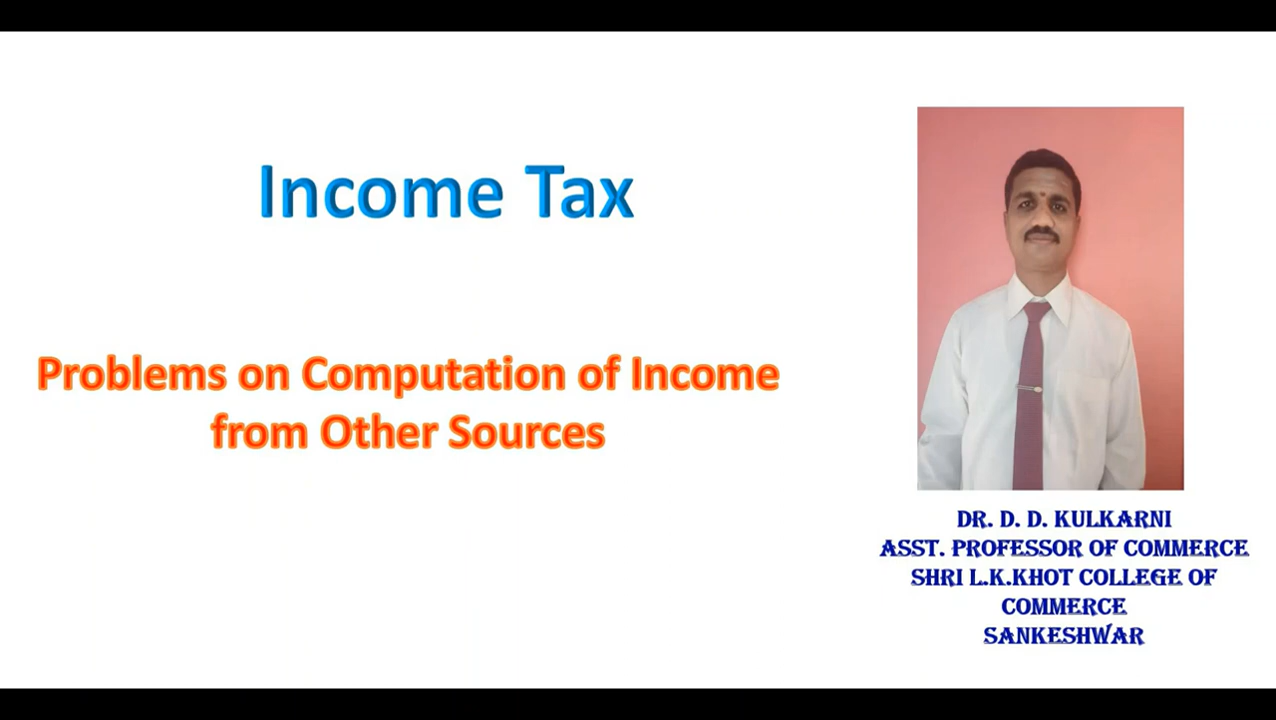 Income Tax
Problems on Computation of Income
from Other Sources
DR. D. D. KULKARNI
ASST. PROFESSOR OF COMMERCE
SHRI L.K.KHOT COLLEGE OF
COMMERCE
SANKESHWAR